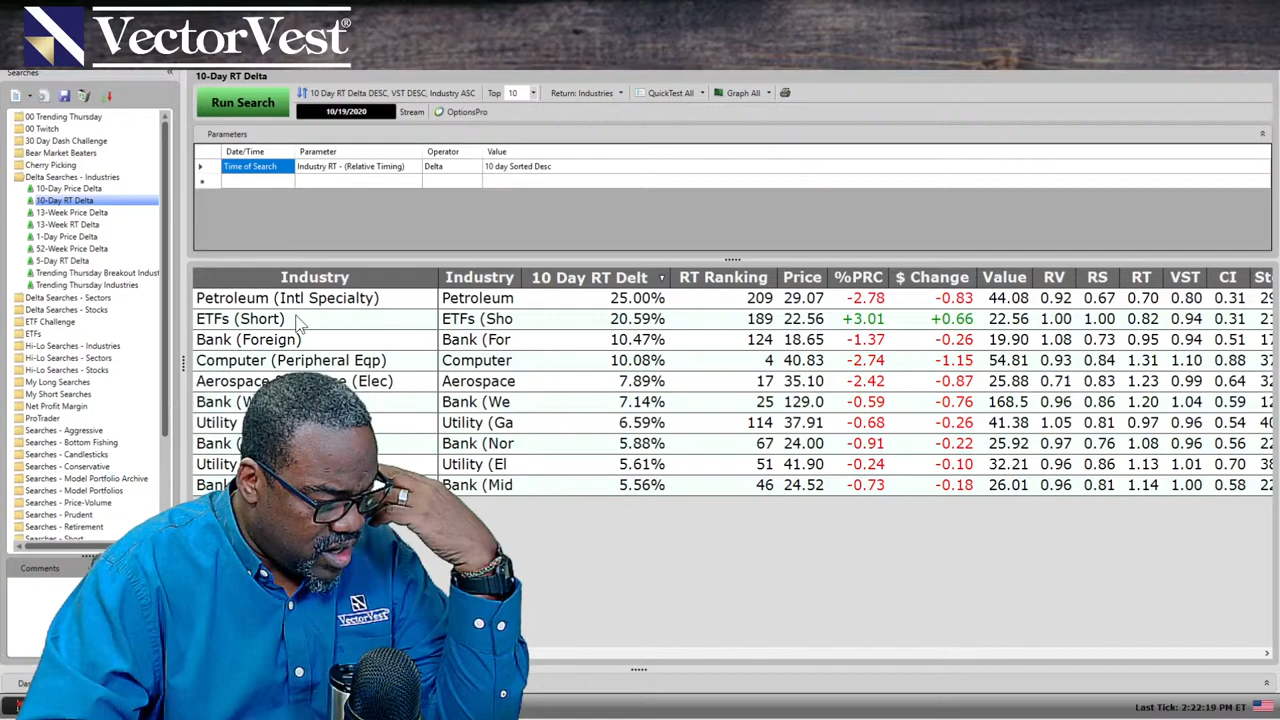 VectorVest®
Searches
00 Trending Thursday
00 Twitch
30 Day Dash Challenge
Bear Market Beaters
Cherry Picking
Delta Searches - Industries
10-Day Price Delta
10-Day RT Delta
13-Week Price Delta
13-Week RT Delta
1-Day Price Delta
52-Week Price Delta
5-Day RT Delta
Trending Thursday Breakout Indust
Trending Thursday Industries
Delta Searches - Sectors
Delta Searches - Stocks
ETF Challenge
ETFs
Hi-Lo Searches - Industries
Hi-Lo Searches - Sectors
Hi-Lo Searches - Stocks
My Long Searches
My Short Searches
Net Profit Margin
ProTrader
Searches - Aggressive
Searches - Bottom Fishing
Searches - Candlesticks
Searches - Conservative
Searches - Model Portfolio Archive
Searches - Model Portfolios
Searches - Price-Volume
Searches - Prudent
Searches - Retirement
Searches - Short
Comments
10-Day RT Delta
Run Search
10 Day RT Delta DESC, VST DESC, Industry ASC
Top 10
Return: Industries
QuickTest All
Graph All
10/19/2020
Stream
OptionsPro
Parameters
Date/Time Parameter Operator Value
Time of Search Industry RT - (Relative Timing) Delta 10 day Sorted Desc
Industry Industry 10 Day RT Delt RT Ranking Price %PRC $ Change Value RV RS RT VST CI Sto
Petroleum (Intl Specialty) Petroleum 25.00% 209 29.07 -2.78 -0.83 44.08 0.92 0.67 0.70 0.80 0.31
ETFs (Short) ETFs (Sho 20.59% 189 22.56 +3.01 +0.66 22.56 1.00 1.00 0.82 0.94 0.51
Bank (Foreign) Bank (For 10.47% 124 18.65 -1.37 -0.26 19.90 1.08 0.73 0.95 0.94 0.51
Computer (Peripheral Eqp) Computer 10.08% 4 40.83 -2.74 -1.15 54.81 0.93 0.84 1.31 1.10 0.88
Aerospace (Elec) Aerospace 7.89% 17 35.10 -2.42 -0.87 25.88 0.71 0.83 1.23 0.99 0.64
Bank (W Bank (We 7.14% 25 129.0 -0.59 -0.76 168.5 0.96 0.86 1.20 1.04 0.59
Utility Utility (Ga 6.59% 114 37.91 -0.68 -0.26 41.38 1.05 0.81 0.97 0.96 0.54
Bank Bank (Nor 5.88% 67 24.00 -0.91 -0.22 25.92 0.97 0.76 1.08 0.96 0.56
Utility Utility (El 5.61% 51 41.90 -0.24 -0.10 32.21 0.96 0.86 1.13 1.01 0.70
Bank Bank (Mid 5.56% 46 24.52 -0.73 -0.18 26.01 0.96 0.81 1.14 1.00 0.58
VECTORVEST
Last Tick: 2:22:19 PM ET